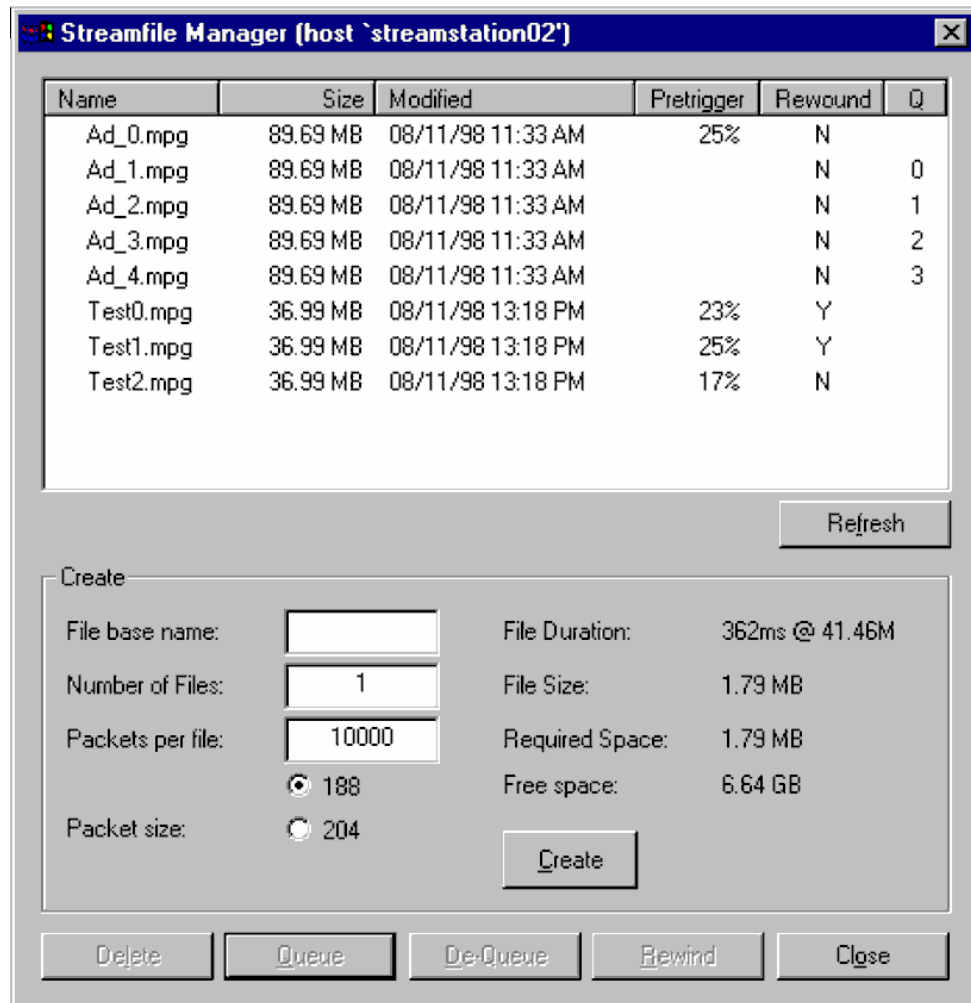 Streamfile Manager (host `streamstation02')
Name Size Modified Pretrigger Rewound Q
Ad_0.mpg 89.69 MB 08/11/98 11:33 AM 25% N
Ad_1.mpg 89.69 MB 08/11/98 11:33 AM N 0
Ad_2.mpg 89.69 MB 08/11/98 11:33 AM N 1
Ad_3.mpg 89.69 MB 08/11/98 11:33 AM N 2
Ad_4.mpg 89.69 MB 08/11/98 11:33 AM N 3
Test0.mpg 36.99 MB 08/11/98 13:18 PM 23% Y
Test1.mpg 36.99 MB 08/11/98 13:18 PM 25% Y
Test2.mpg 36.99 MB 08/11/98 13:18 PM 17% N
Refresh
Create
File base name: File Duration: 362ms @ 41.46M
Number of Files: 1 File Size: 1.79 MB
Packets per file: 10000 Required Space: 1.79 MB
188 Free space: 6.64 GB
Packet size: 204
Create
Delete Queue De-Queue Rewind Close